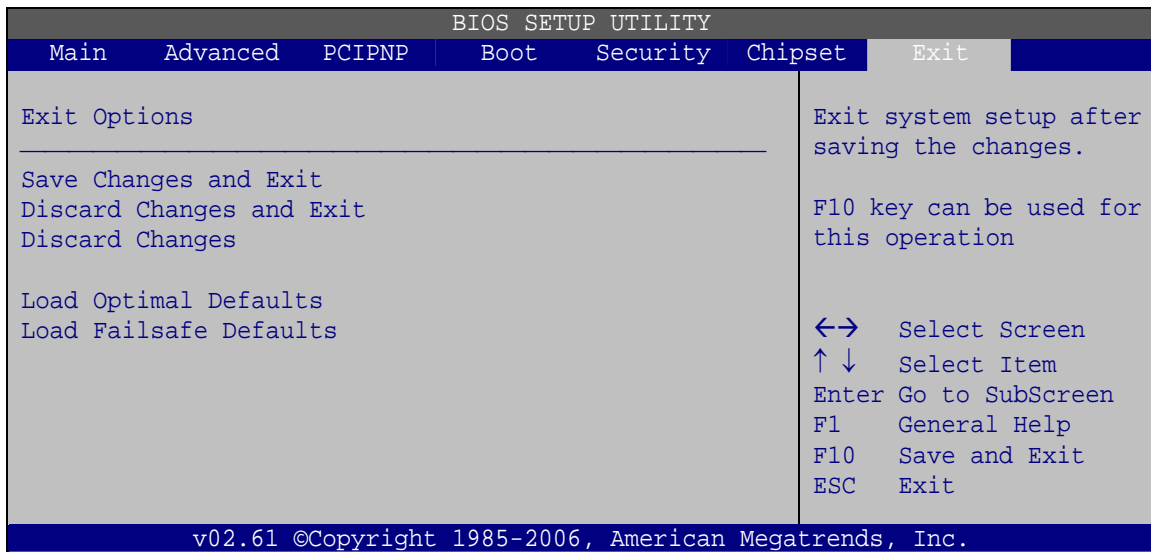 BIOS SETUP UTILITY
Main Advanced PCIPNP Boot Security Chipset Exit
Exit Options
Save Changes and Exit
Discard Changes and Exit
Discard Changes
Load Optimal Defaults
Load Failsafe Defaults
Exit system setup after
saving the changes.
F10 key can be used for
this operation
←→ Select Screen
↑ ↓ Select Item
Enter Go to SubScreen
F1 General Help
F10 Save and Exit
ESC Exit
v02.61 ©Copyright 1985-2006, American Megatrends, Inc.